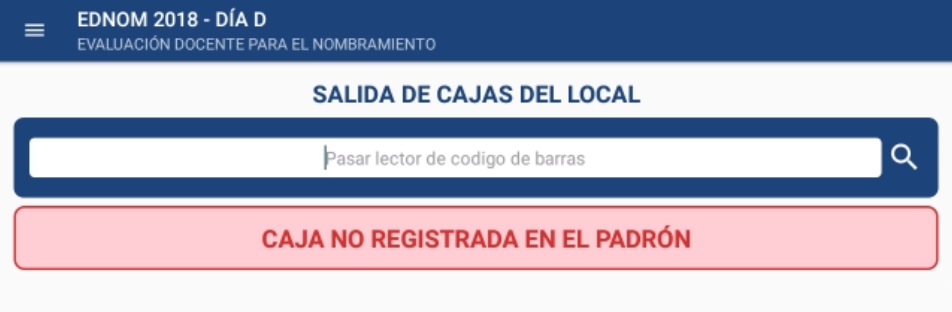 EDNOM 2018 - DÍA D
EVALUACIÓN DOCENTE PARA EL NOMBRAMIENTO
SALIDA DE CAJAS DEL LOCAL
Pasar lector de codigo de barras
CAJA NO REGISTRADA EN EL PADRÓN